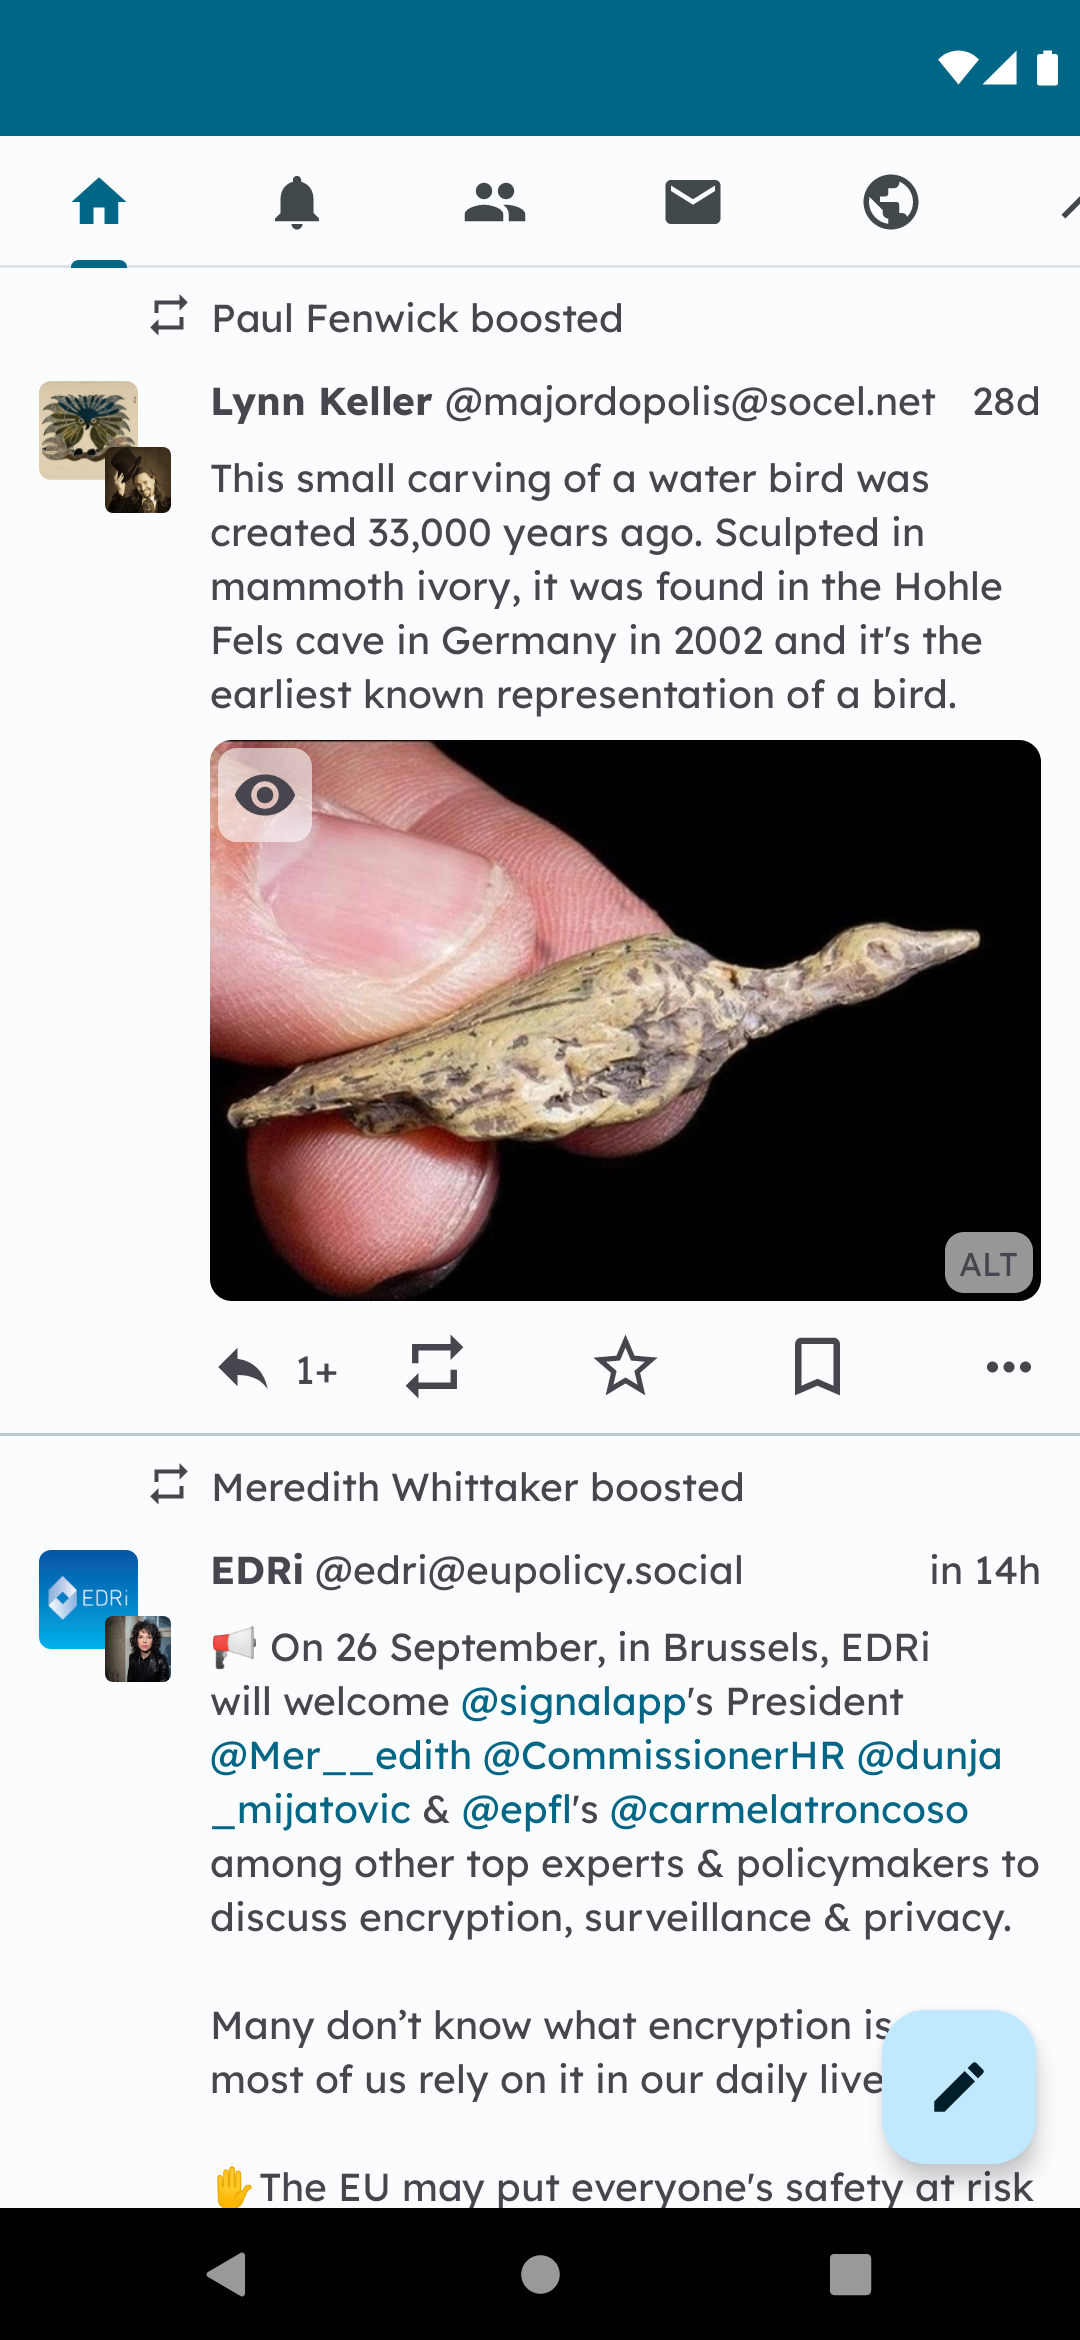 Paul Fenwick boosted
Lynn Keller @majordopolis@socel.net 28d
This small carving of a water bird was
created 33,000 years ago. Sculpted in
mammoth ivory, it was found in the Hohle
Fels cave in Germany in 2002 and it's the
earliest known representation of a bird.
ALT
1+
Meredith Whittaker boosted
EDRi @edri@eupolicy.social in 14h
EDRi
📢 On 26 September, in Brussels, EDRi
will welcome @signalapp's President
@Mer__edith @CommissionerHR @dunja
_mijatovic & @epfl's @carmelatroncoso
among other top experts & policymakers to
discuss encryption, surveillance & privacy.
Many don’t know what encryption is
most of us rely on it in our daily live
✋The EU may put everyone's safety at risk